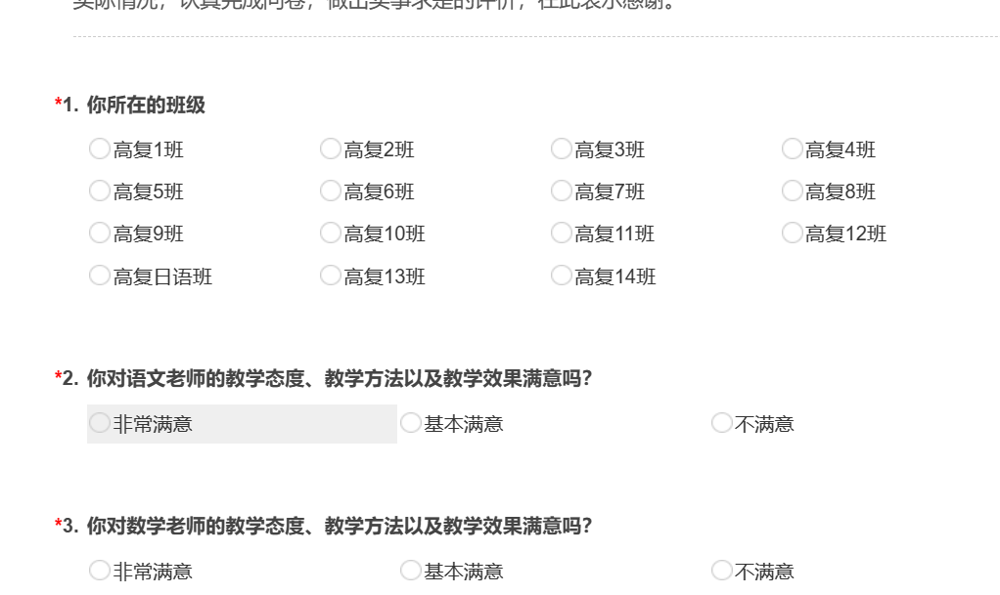 实际情况，认真完成问卷，做出实事求是的评价，在此表示感谢。
*1. 你所在的班级
高复1班 高复2班 高复3班 高复4班
高复5班 高复6班 高复7班 高复8班
高复9班 高复10班 高复11班 高复12班
高复日语班 高复13班 高复14班
*2. 你对语文老师的教学态度、教学方法以及教学效果满意吗?
非常满意 基本满意 不满意
*3. 你对数学老师的教学态度、教学方法以及教学效果满意吗?
非常满意 基本满意 不满意